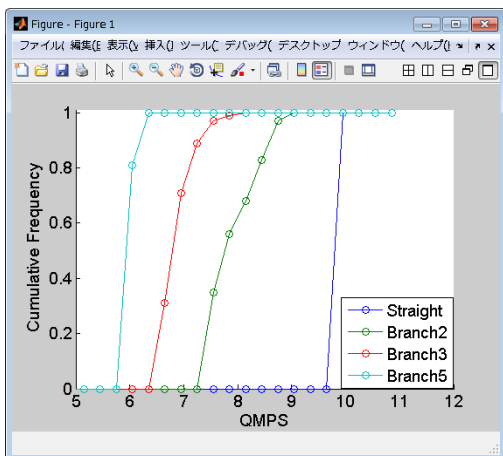 Figure - Figure 1
ファイル( 編集(E 表示(V 挿入(I ツール(T デバッグ( デスクトップ ウィンドウ( ヘルプ(H
1
0.8
0.6
0.4
0.2
0
Cumulative Frequency
5 6 7 8 9 10 11 12
QMPS
Straight
Branch2
Branch3
Branch5